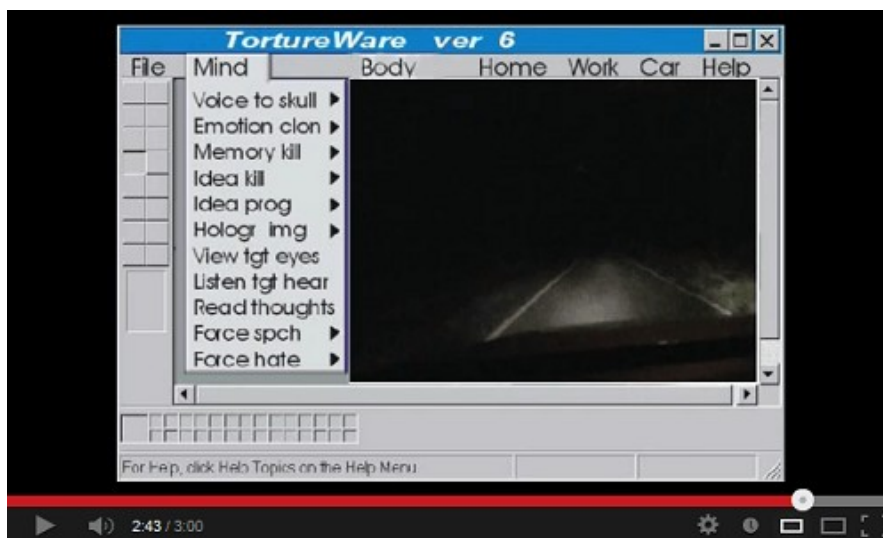 TortureWare ver 6
File Mind Body Home Work Car Help
Voice to skull
Emotion clon
Memory kill
Idea kill
Idea prog
Hologr img
View tgt eyes
Listen tgt hear
Read thoughts
Force spch
Force hate
For Help, click Help Topics on the Help Menu
2:43 / 3:00